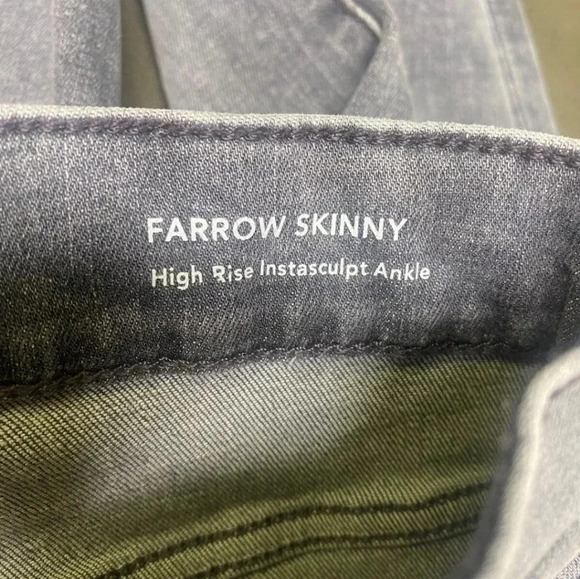 FARROW SKINNY
High Rise Instasculpt Ankle